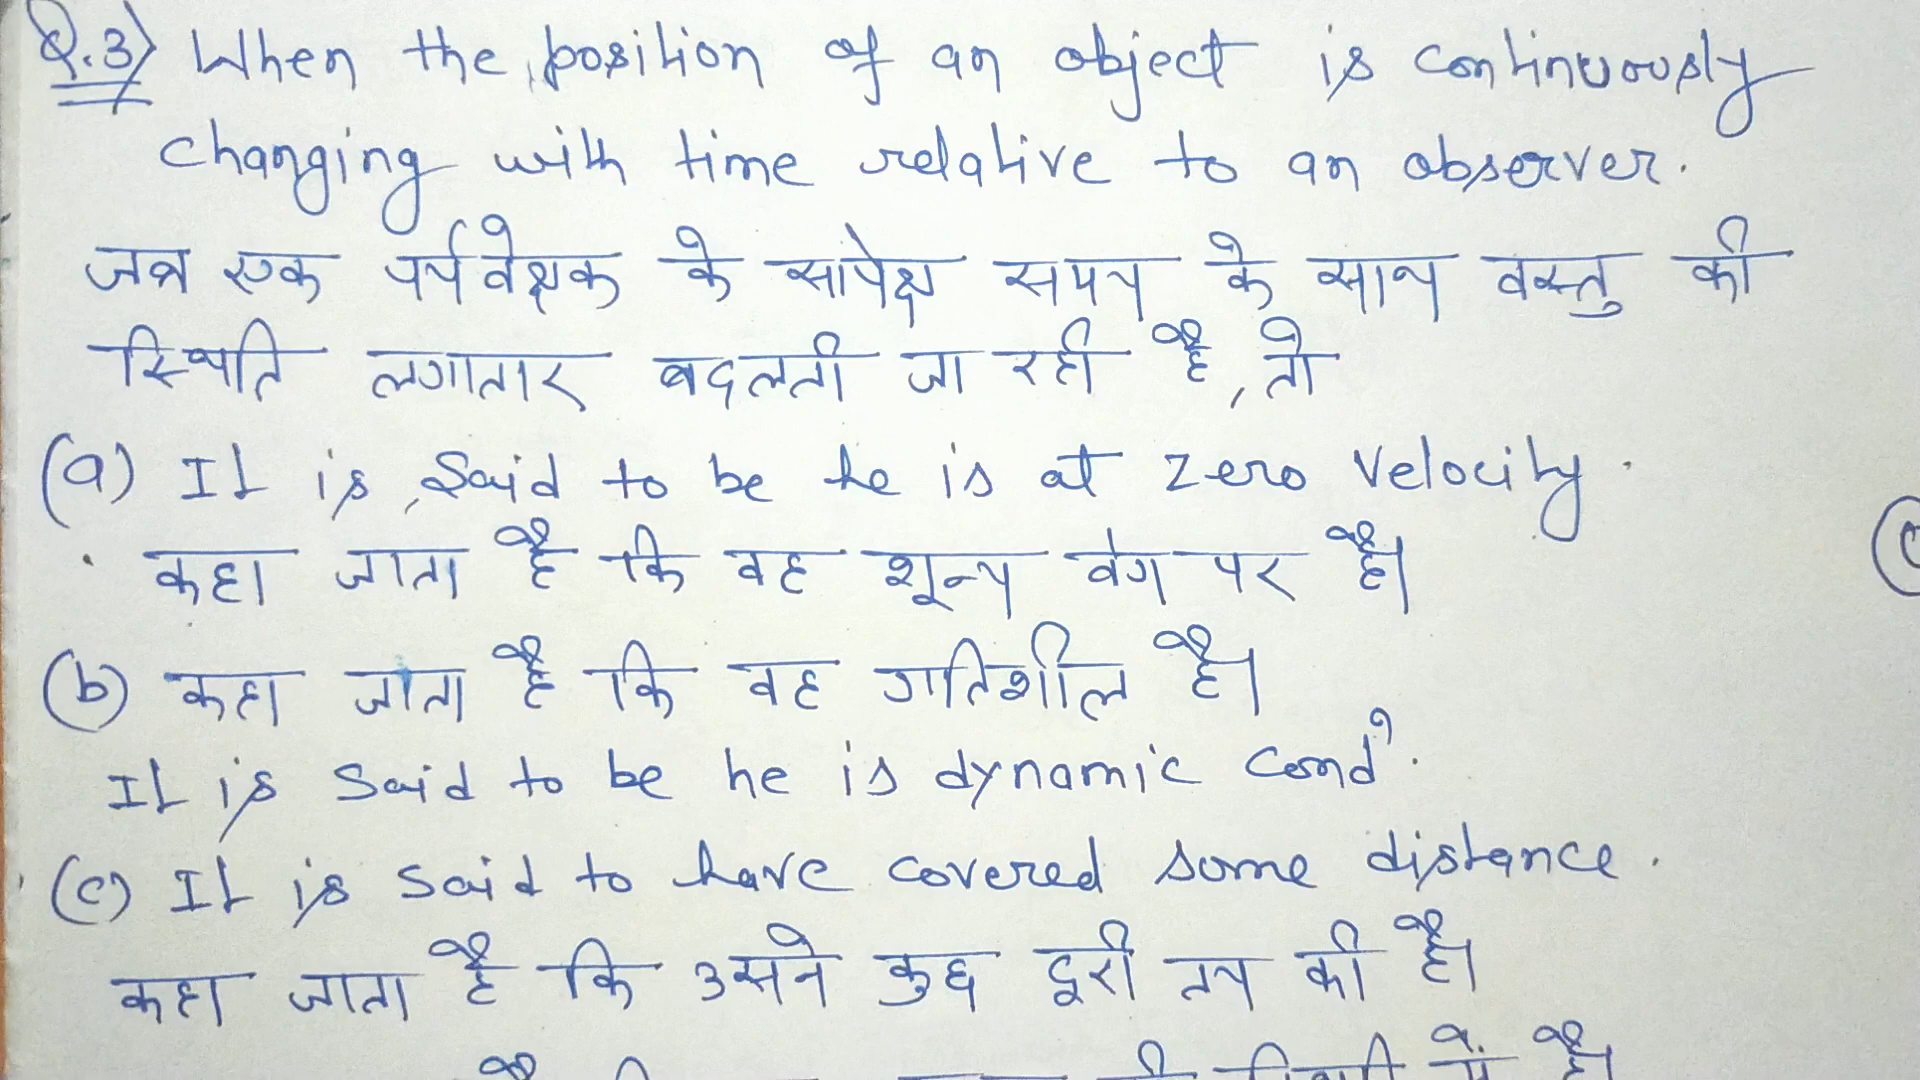 Q.3) When the position of an object is continuously
changing with time relative to an observer.
जब एक पर्यवेक्षक के सापेक्ष समय के साथ वस्तु की
स्थिति लगातार बदलती जा रही है, तो
(a) It is said to be he is at zero velocity.
कहा जाता है कि वह शून्य वेग पर है।
(b) कहा जाता है कि वह गतिशील है।
It is said to be he is dynamic condⁿ.
(c) It is said to have covered some distance.
कहा जाता है कि उसने कुछ दूरी तय की है।